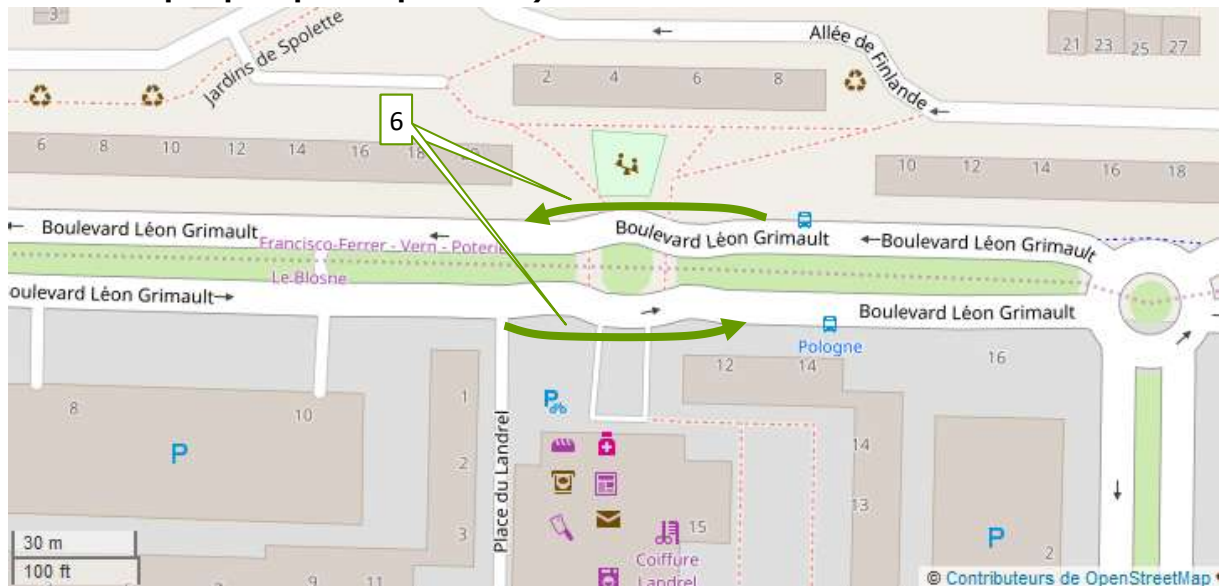 3
Jardins de Spolette
Allée de Finlande
21 23 25 27
2 4 6 8
6
6 8 10 12 14 16 18 20
10 12 14 16 18
Boulevard Léon Grimault
Boulevard Léon Grimault
Boulevard Léon Grimault
Francisco-Ferrer - Vern - Poterie
Le Blosne
oulevard Léon Grimault
Boulevard Léon Grimault
Pologne
12 14
16
8
10
P
1
2
3
Place du Landrel
P
14
13
15
Coiffure
Landrel
P
2
9 11
30 m
100 ft
© Contributeurs de OpenStreetMap